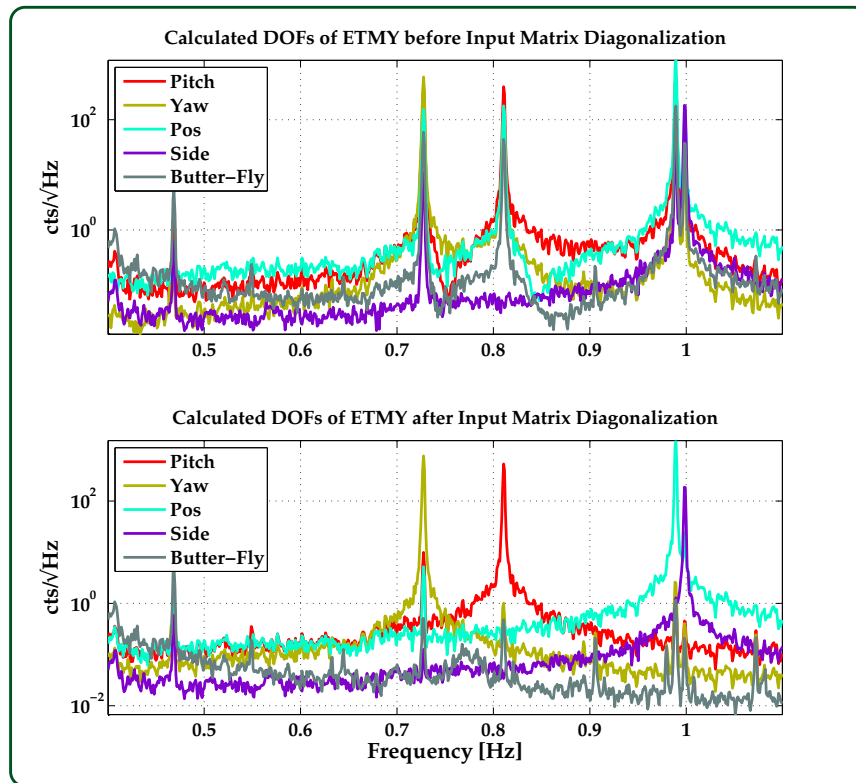 Calculated DOFs of ETMY before Input Matrix Diagonalization
Pitch
Yaw
Pos
Side
Butter−Fly
cts/√Hz
10^2
10^0
0.5 0.6 0.7 0.8 0.9 1
Calculated DOFs of ETMY after Input Matrix Diagonalization
Pitch
Yaw
Pos
Side
Butter−Fly
cts/√Hz
10^2
10^0
10^−2
0.5 0.6 0.7 0.8 0.9 1
Frequency [Hz]